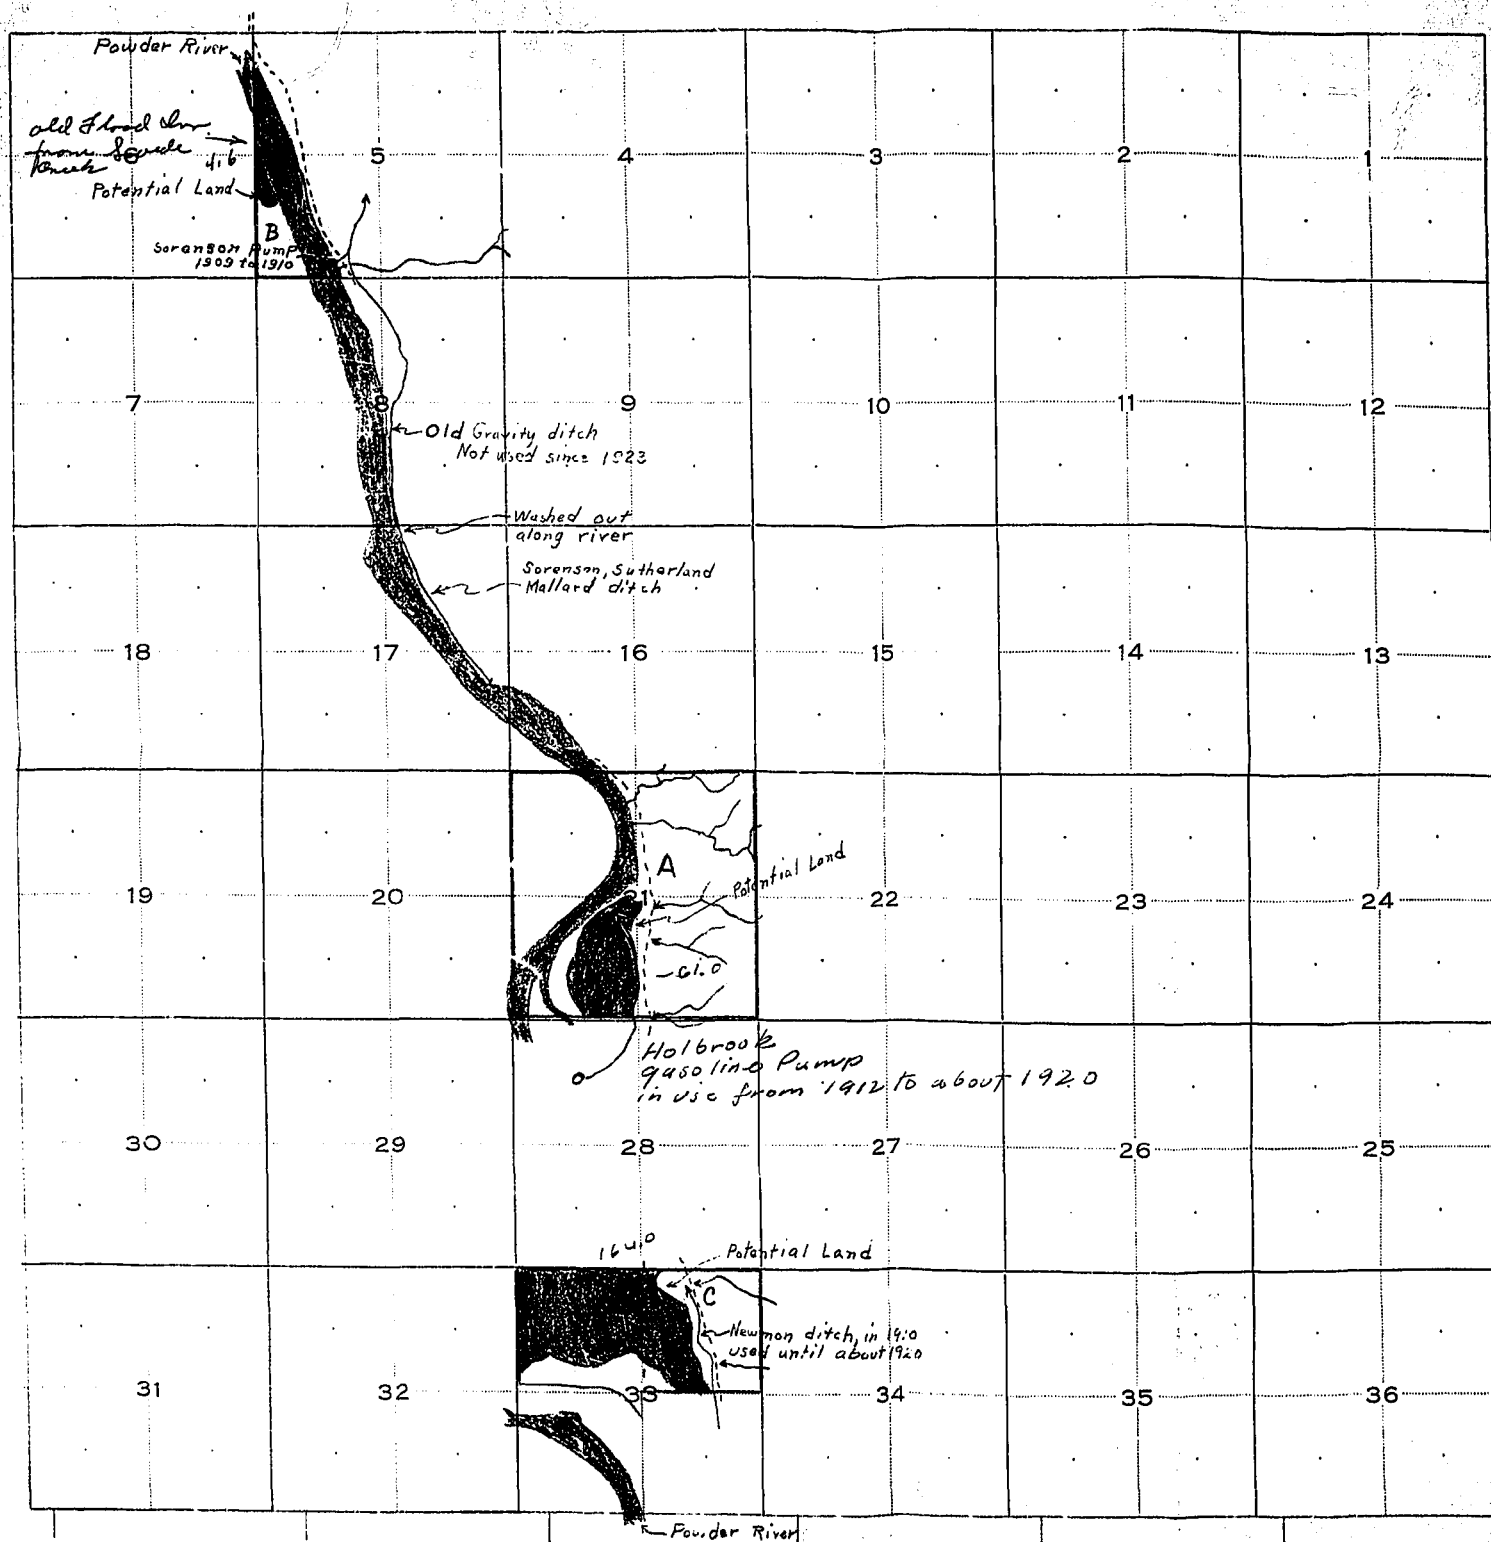 Powder River
old Flood Irr.
from
Creek
4.6
Potential Land
B
Soranson Pump
1909 to 1910
6
5
4
3
2
1
7
8
9
10
11
12
Old Gravity ditch
Not used since 1923
Washed out
along river
Sorenson, Sutherland
Mallard ditch
18
17
16
15
14
13
A
Potential Land
19
20
21
22
23
24
61.0
Holbrook
gasoline Pump
in use from 1912 to about 1920
30
29
28
27
26
25
164.0
Potential Land
C
Newmon ditch, in 1910
used until about 1920
31
32
33
34
35
36
Powder River